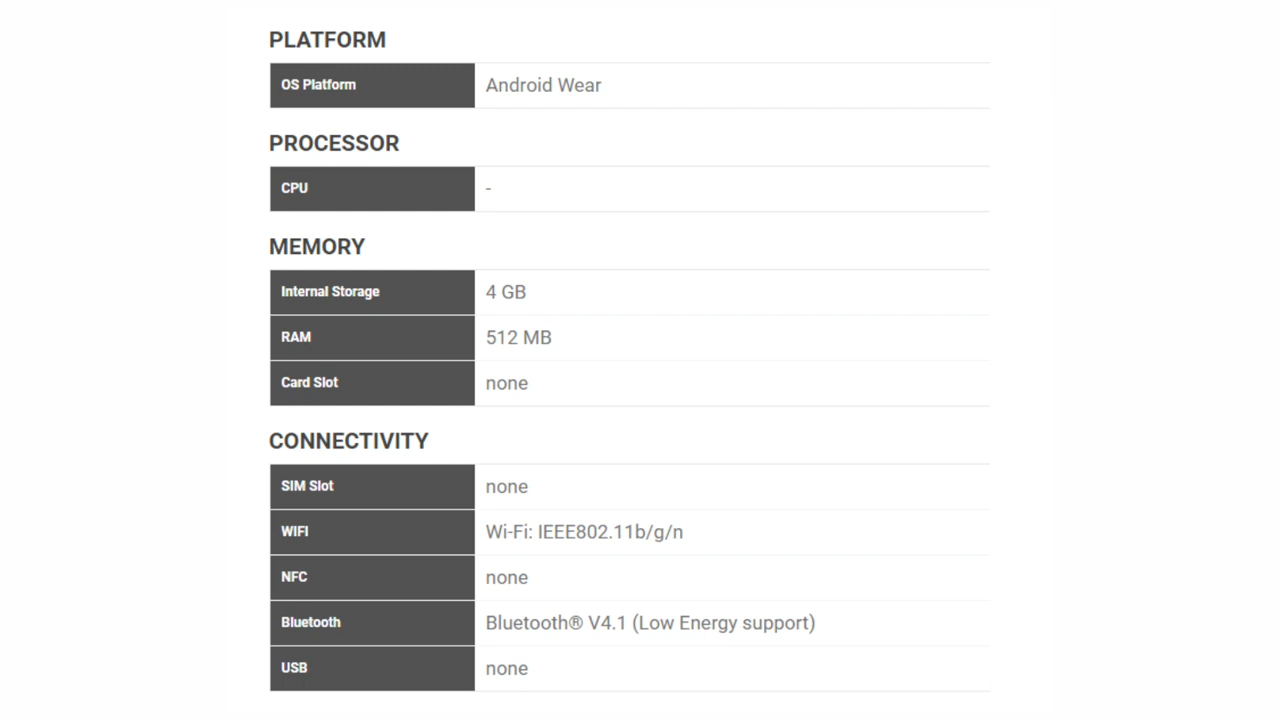 PLATFORM
OS Platform Android Wear
PROCESSOR
CPU -
MEMORY
Internal Storage 4 GB
RAM 512 MB
Card Slot none
CONNECTIVITY
SIM Slot none
WIFI Wi-Fi: IEEE802.11b/g/n
NFC none
Bluetooth Bluetooth® V4.1 (Low Energy support)
USB none